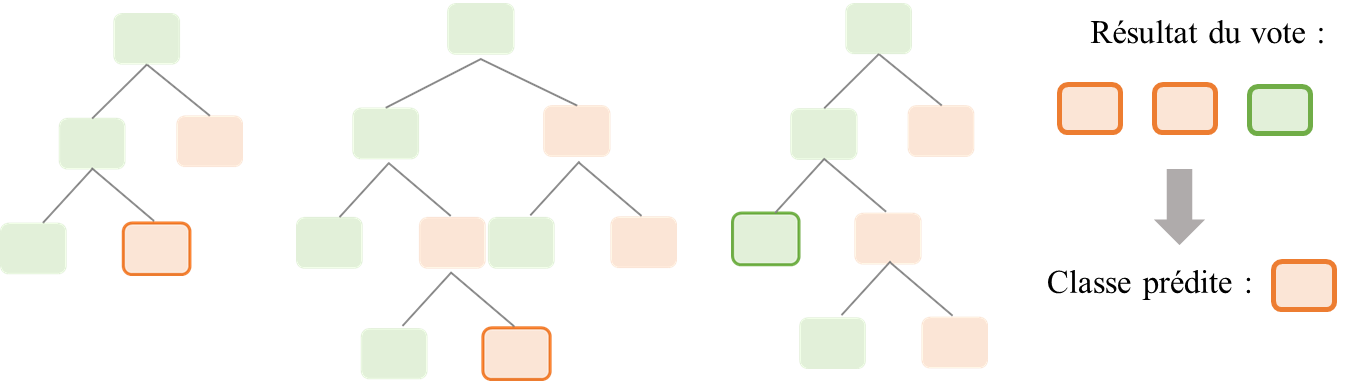 Résultat du vote :
Classe prédite :